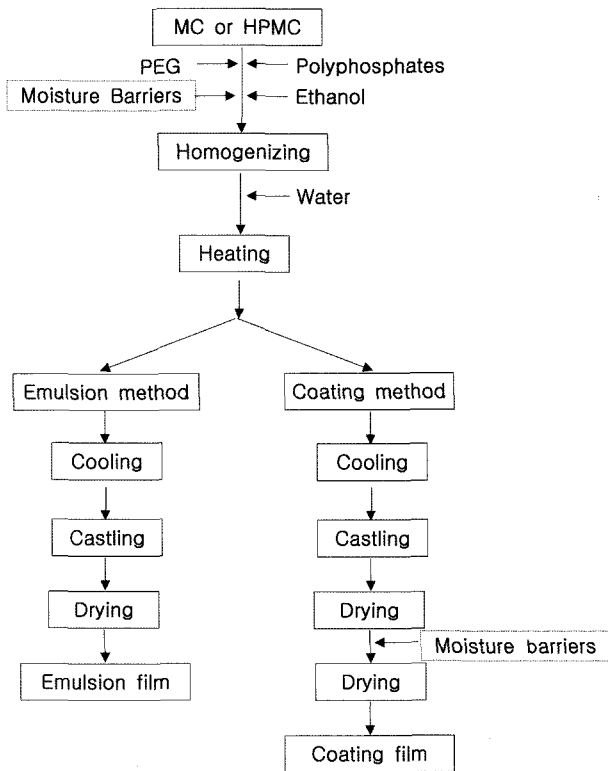 MC or HPMC
PEG
Polyphosphates
Moisture Barriers
Ethanol
Homogenizing
Water
Heating
Emulsion method
Coating method
Cooling
Cooling
Castling
Castling
Drying
Drying
Moisture barriers
Emulsion film
Drying
Coating film